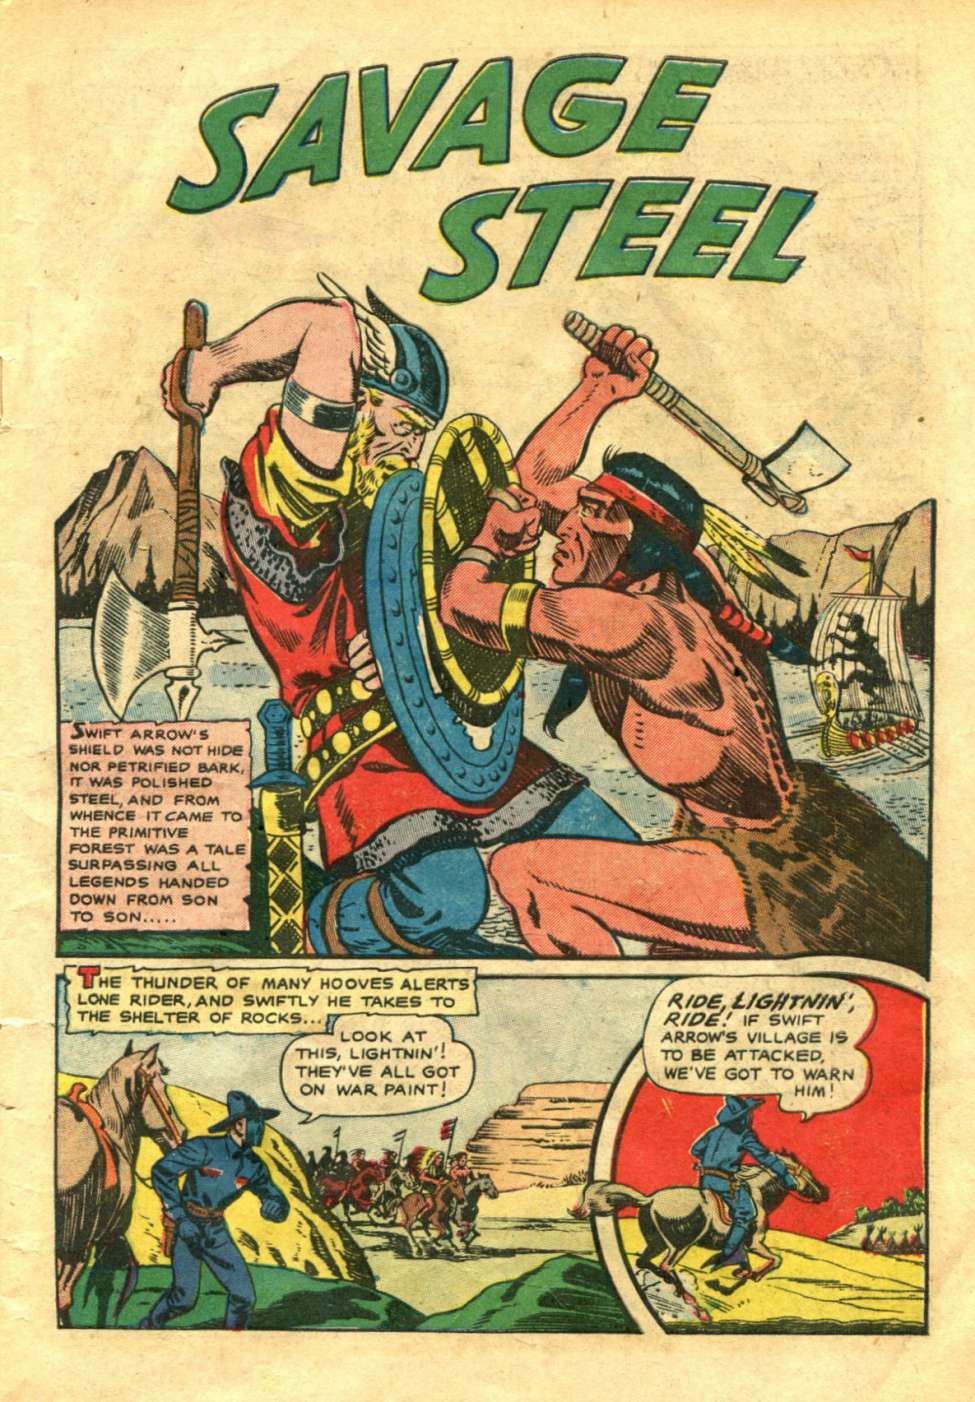 SAVAGE
STEEL
SWIFT ARROW'S
SHIELD WAS NOT HIDE
NOR PETRIFIED BARK,
IT WAS POLISHED
STEEL, AND FROM
WHENCE IT CAME TO
THE PRIMITIVE
FOREST WAS A TALE
SURPASSING ALL
LEGENDS HANDED
DOWN FROM SON
TO SON.....
THE THUNDER OF MANY HOOVES ALERTS
LONE RIDER, AND SWIFTLY HE TAKES TO
THE SHELTER OF ROCKS...
LOOK AT
THIS, LIGHTNIN'!
THEY'VE ALL GOT
ON WAR PAINT!
RIDE, LIGHTNIN',
RIDE! IF SWIFT
ARROW'S VILLAGE IS
TO BE ATTACKED,
WE'VE GOT TO WARN
HIM!